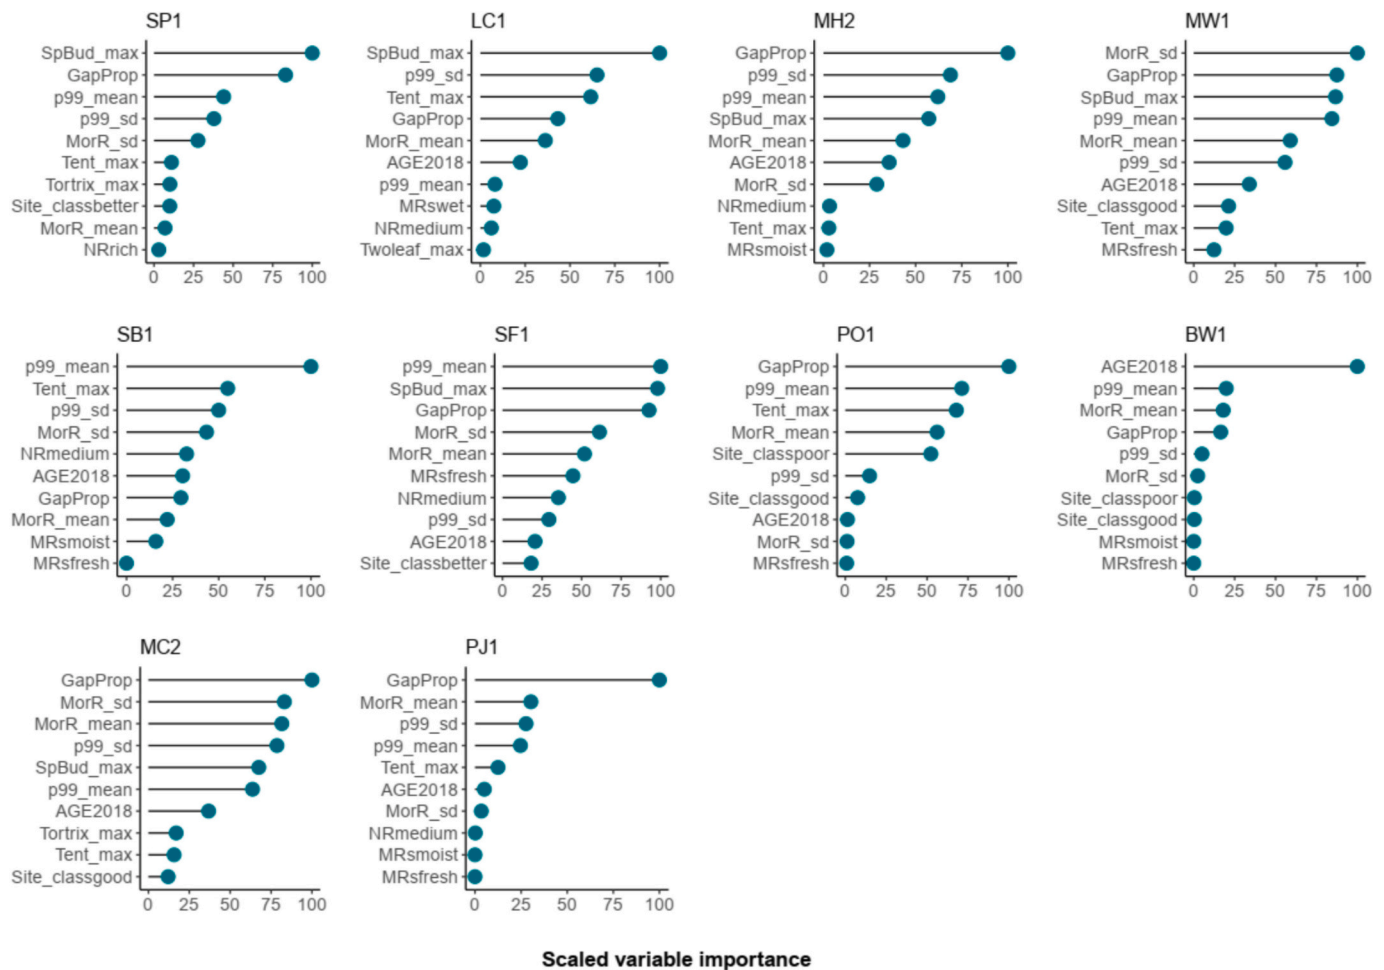 SP1
SpBud_max
GapProp
p99_mean
p99_sd
MorR_sd
Tent_max
Tortrix_max
Site_classbetter
MorR_mean
NRrich
0 25 50 75 100
LC1
SpBud_max
p99_sd
Tent_max
GapProp
MorR_mean
AGE2018
p99_mean
MRswet
NRmedium
Twoleaf_max
0 25 50 75 100
MH2
GapProp
p99_sd
p99_mean
SpBud_max
MorR_mean
AGE2018
MorR_sd
NRmedium
Tent_max
MRsmoist
0 25 50 75 100
MW1
MorR_sd
GapProp
SpBud_max
p99_mean
MorR_mean
p99_sd
AGE2018
Site_classgood
Tent_max
MRsfresh
0 25 50 75 100
SB1
p99_mean
Tent_max
p99_sd
MorR_sd
NRmedium
AGE2018
GapProp
MorR_mean
MRsmoist
MRsfresh
0 25 50 75 100
SF1
p99_mean
SpBud_max
GapProp
MorR_sd
MorR_mean
MRsfresh
NRmedium
p99_sd
AGE2018
Site_classbetter
0 25 50 75 100
PO1
GapProp
p99_mean
Tent_max
MorR_mean
Site_classpoor
p99_sd
Site_classgood
AGE2018
MorR_sd
MRsfresh
0 25 50 75 100
BW1
AGE2018
p99_mean
MorR_mean
GapProp
p99_sd
MorR_sd
Site_classpoor
Site_classgood
MRsmoist
MRsfresh
0 25 50 75 100
MC2
GapProp
MorR_sd
MorR_mean
p99_sd
SpBud_max
p99_mean
AGE2018
Tortrix_max
Tent_max
Site_classgood
0 25 50 75 100
PJ1
GapProp
MorR_mean
p99_sd
p99_mean
Tent_max
AGE2018
MorR_sd
NRmedium
MRsmoist
MRsfresh
0 25 50 75 100
Scaled variable importance